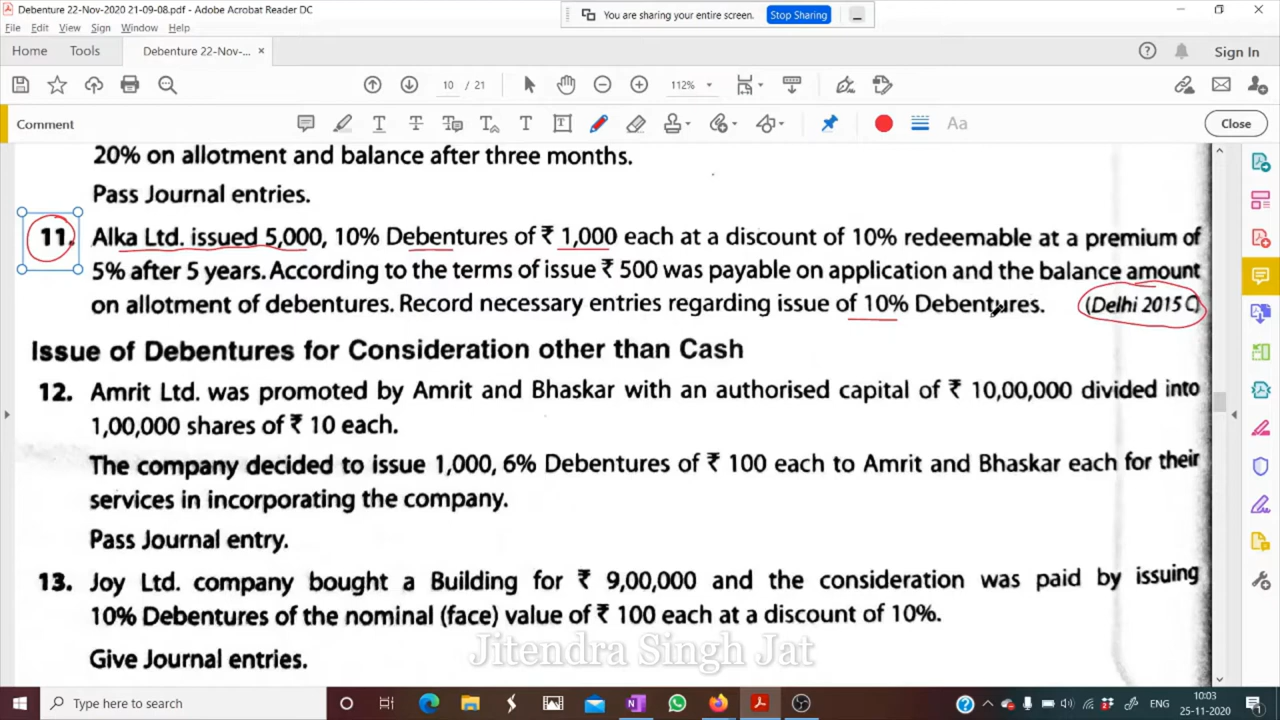 Debenture 22-Nov-2020 21-09-08.pdf - Adobe Acrobat Reader DC
You are sharing your entire screen. Stop Sharing
File Edit View Sign Window Help
Home Tools Debenture 22-Nov-... × Sign In
10 / 21 112%
Comment Aa Close
20% on allotment and balance after three months.
Pass Journal entries.
11. Alka Ltd. issued 5,000, 10% Debentures of ₹ 1,000 each at a discount of 10% redeemable at a premium of
5% after 5 years. According to the terms of issue ₹ 500 was payable on application and the balance amount
on allotment of debentures. Record necessary entries regarding issue of 10% Debentures. (Delhi 2015 C)
Issue of Debentures for Consideration other than Cash
12. Amrit Ltd. was promoted by Amrit and Bhaskar with an authorised capital of ₹ 10,00,000 divided into
1,00,000 shares of ₹ 10 each.
The company decided to issue 1,000, 6% Debentures of ₹ 100 each to Amrit and Bhaskar each for their
services in incorporating the company.
Pass Journal entry.
13. Joy Ltd. company bought a Building for ₹ 9,00,000 and the consideration was paid by issuing
10% Debentures of the nominal (face) value of ₹ 100 each at a discount of 10%.
Jitendra Singh Jat
Give Journal entries.
Type here to search ENG 10:03
25-11-2020